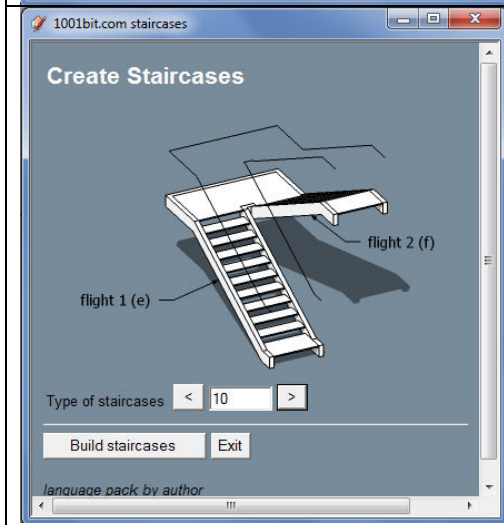 1001bit.com staircases
Create Staircases
flight 2 (f)
flight 1 (e)
Type of staircases < 10 >
Build staircases Exit
language pack by author